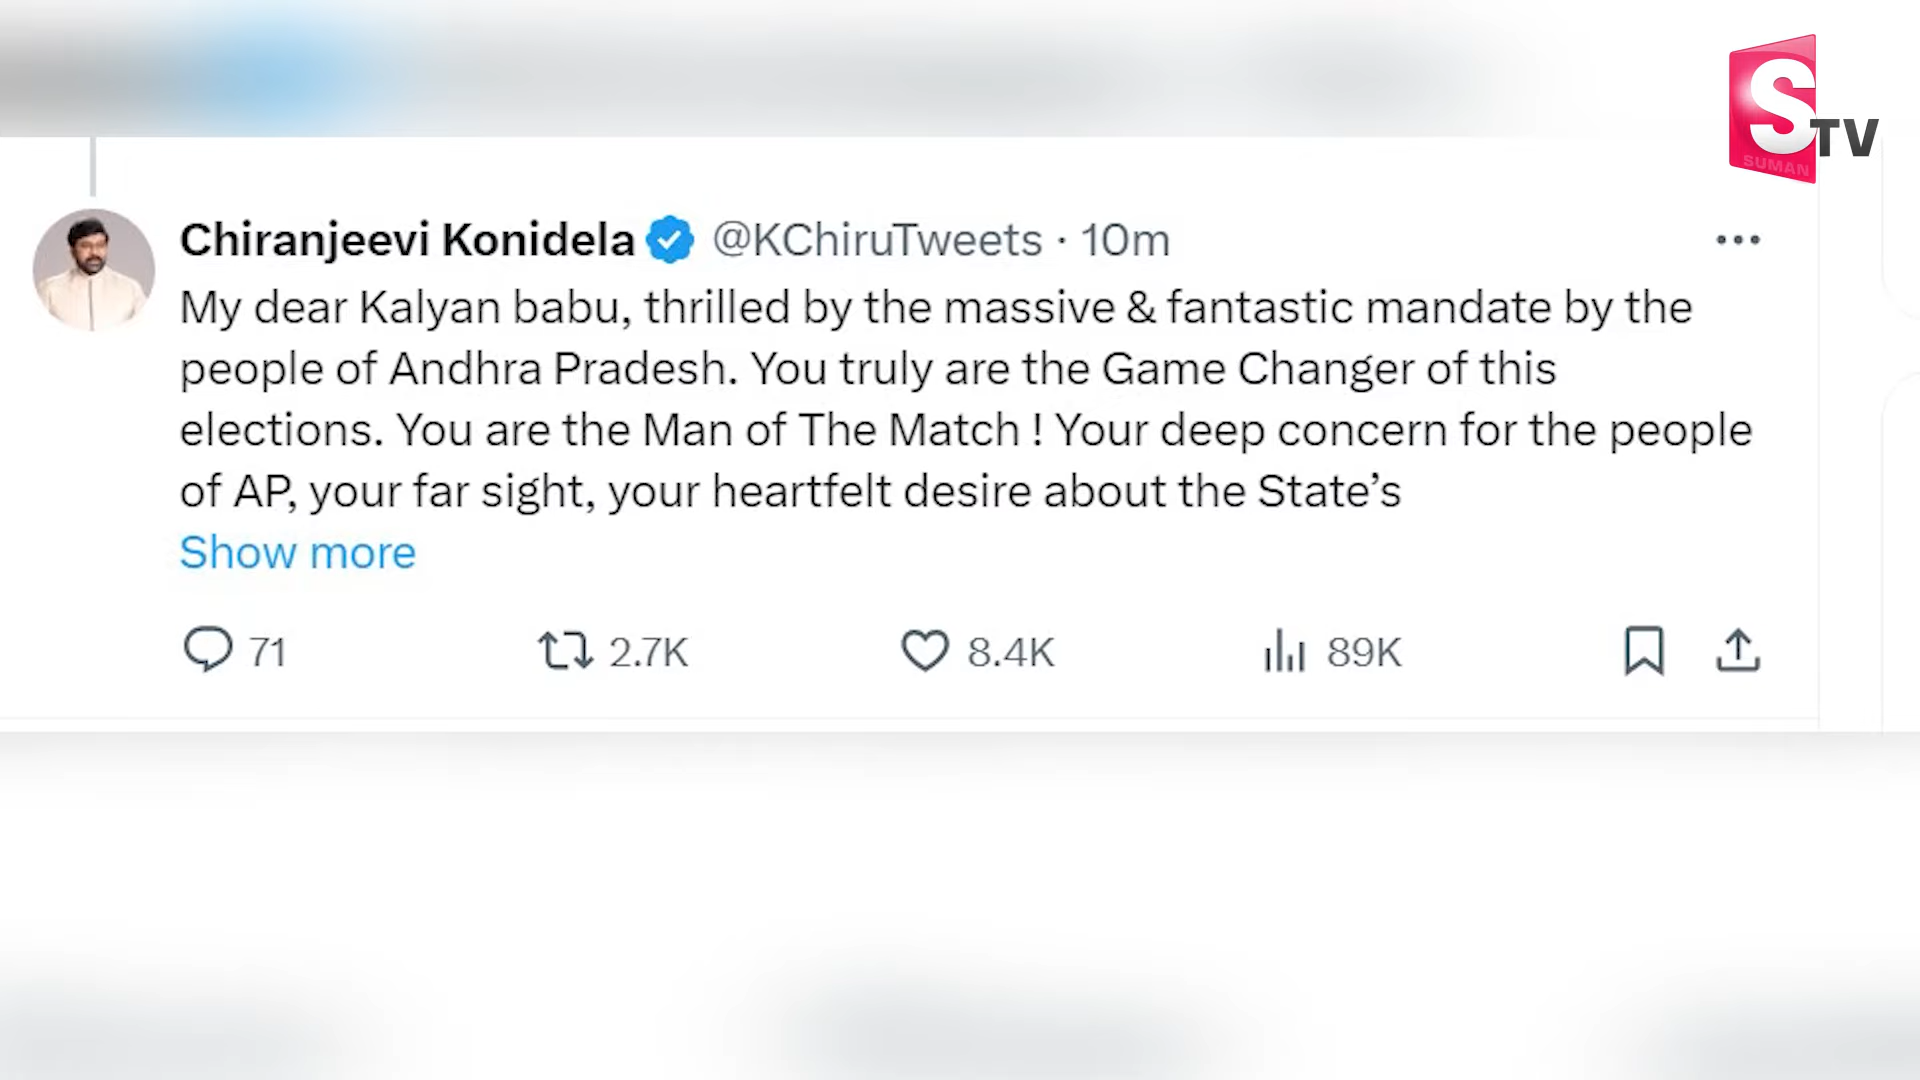 S
TV
SUMAN
Chiranjeevi Konidela @KChiruTweets · 10m
My dear Kalyan babu, thrilled by the massive & fantastic mandate by the
people of Andhra Pradesh. You truly are the Game Changer of this
elections. You are the Man of The Match ! Your deep concern for the people
of AP, your far sight, your heartfelt desire about the State’s
Show more
71 2.7K 8.4K 89K